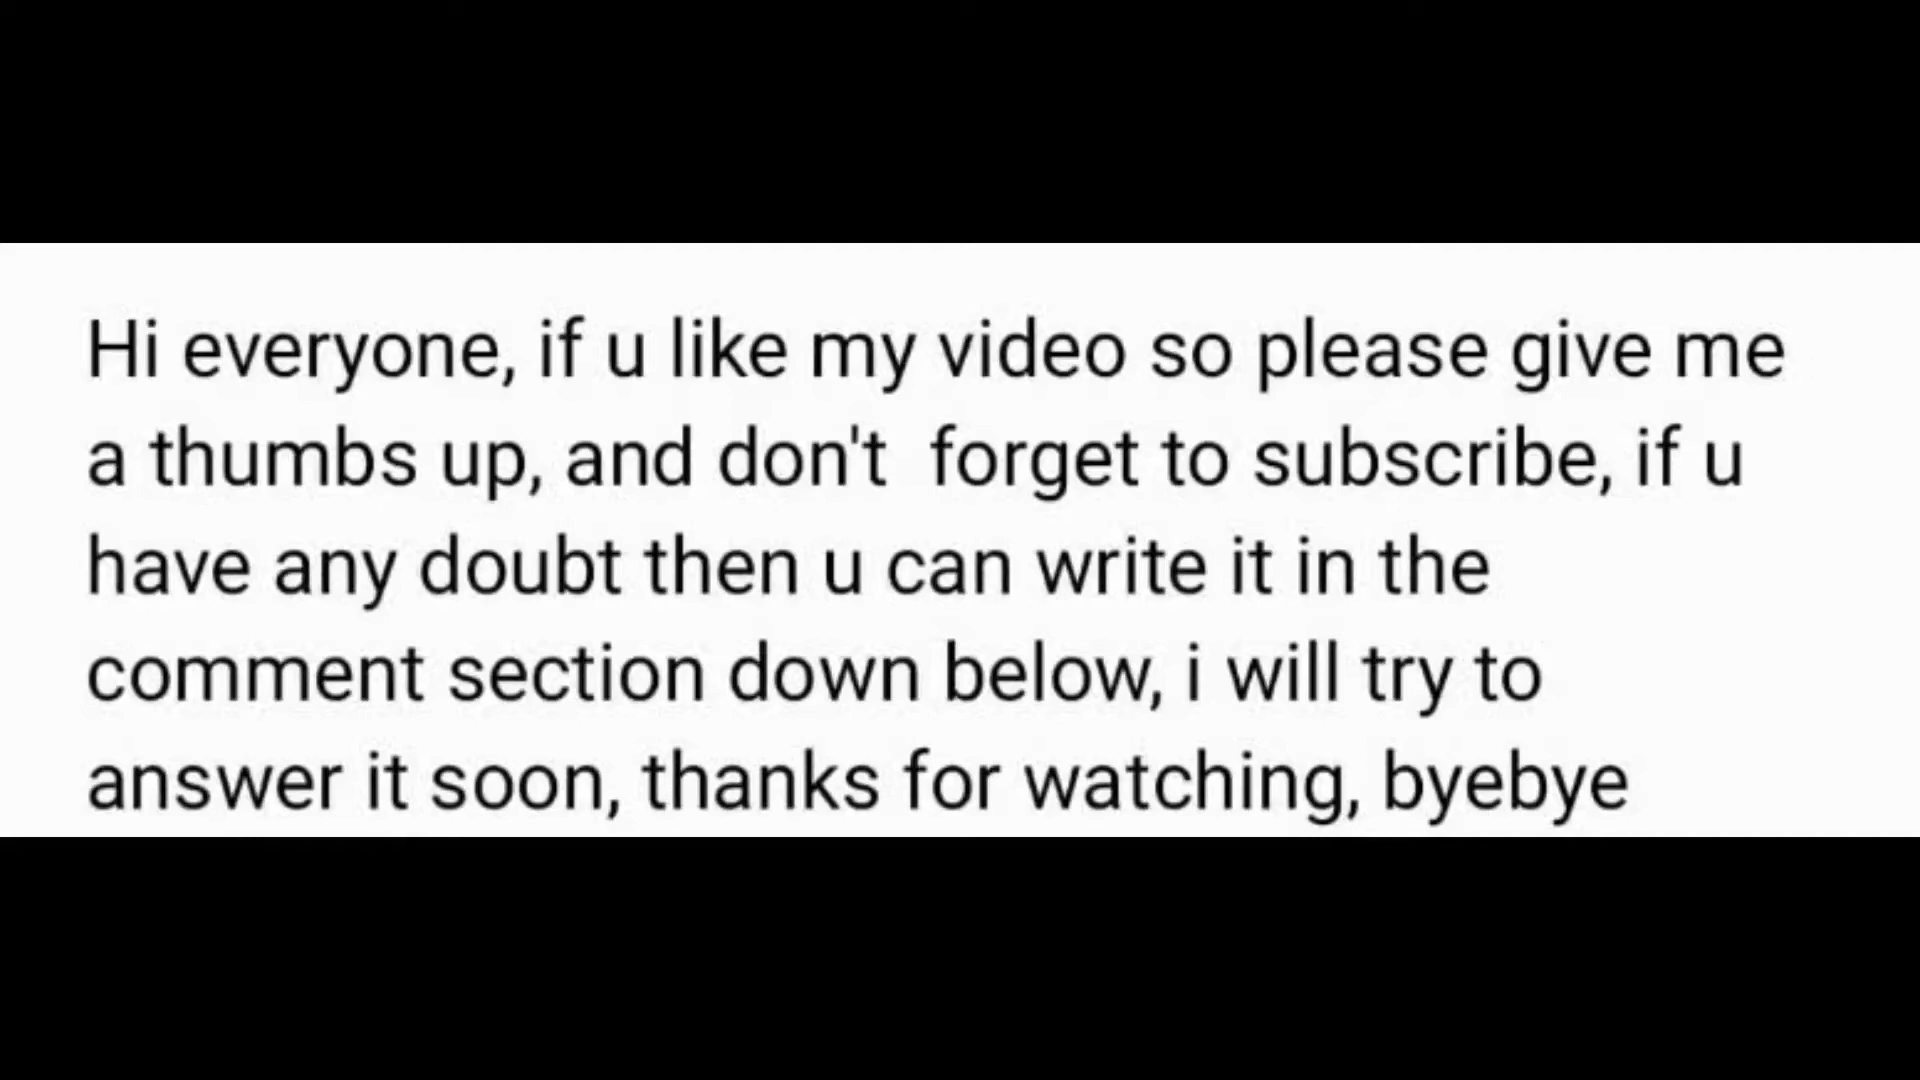 Hi everyone, if u like my video so please give me
a thumbs up, and don't  forget to subscribe, if u
have any doubt then u can write it in the
comment section down below, i will try to
answer it soon, thanks for watching, byebye